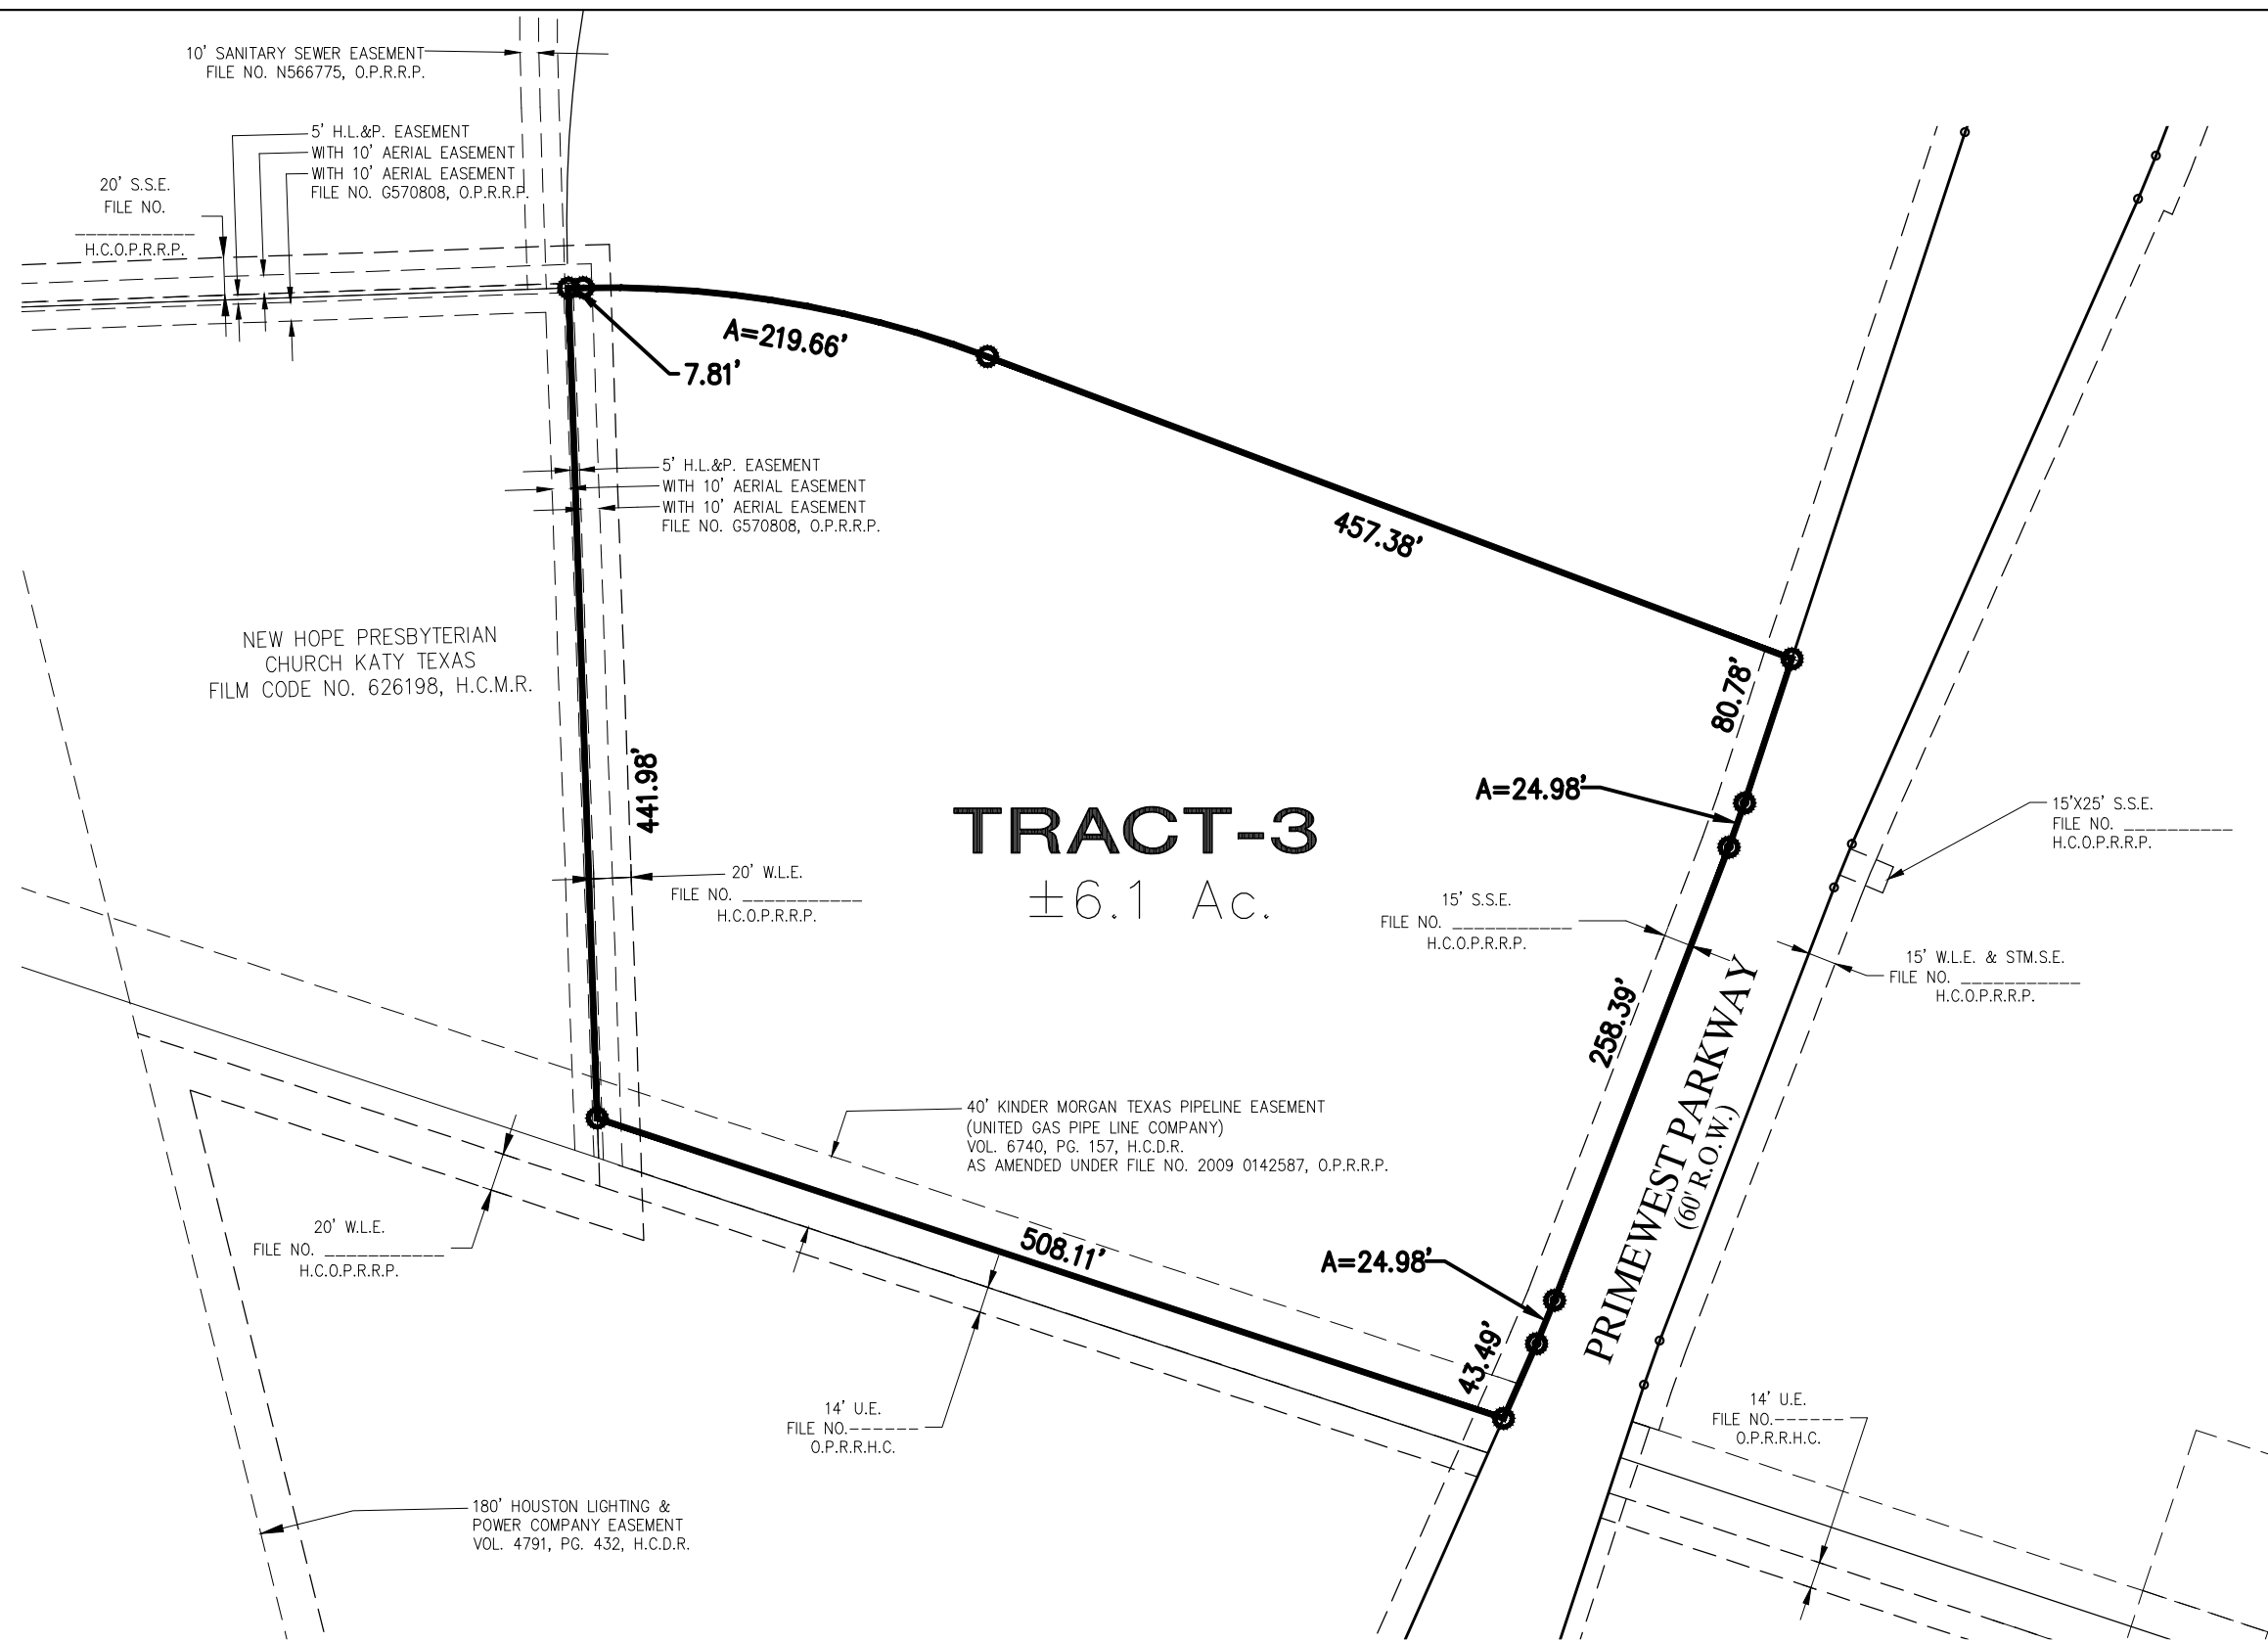 10' SANITARY SEWER EASEMENT
FILE NO. N566775, O.P.R.R.P.
5' H.L.&P. EASEMENT
WITH 10' AERIAL EASEMENT
WITH 10' AERIAL EASEMENT
FILE NO. G570808, O.P.R.R.P.
20' S.S.E.
FILE NO.
___________
H.C.O.P.R.R.P.
A=219.66'
7.81'
457.38'
5' H.L.&P. EASEMENT
WITH 10' AERIAL EASEMENT
WITH 10' AERIAL EASEMENT
FILE NO. G570808, O.P.R.R.P.
NEW HOPE PRESBYTERIAN
CHURCH KATY TEXAS
FILM CODE NO. 626198, H.C.M.R.
441.98'
80.78'
A=24.98'
TRACT-3
±6.1 Ac.
15'X25' S.S.E.
FILE NO. __________
H.C.O.P.R.R.P.
20' W.L.E.
FILE NO. ___________
H.C.O.P.R.R.P.
15' S.S.E.
FILE NO. ___________
H.C.O.P.R.R.P.
15' W.L.E. & STM.S.E.
FILE NO. ___________
H.C.O.P.R.R.P.
258.39'
PRIMEWEST PARKWAY
(60' R.O.W.)
40' KINDER MORGAN TEXAS PIPELINE EASEMENT
(UNITED GAS PIPE LINE COMPANY)
VOL. 6740, PG. 157, H.C.D.R.
AS AMENDED UNDER FILE NO. 2009 0142587, O.P.R.R.P.
20' W.L.E.
FILE NO. ___________
H.C.O.P.R.R.P.
508.11'
A=24.98'
43.49'
14' U.E.
FILE NO.------
O.P.R.R.H.C.
14' U.E.
FILE NO.------
O.P.R.R.H.C.
180' HOUSTON LIGHTING &
POWER COMPANY EASEMENT
VOL. 4791, PG. 432, H.C.D.R.